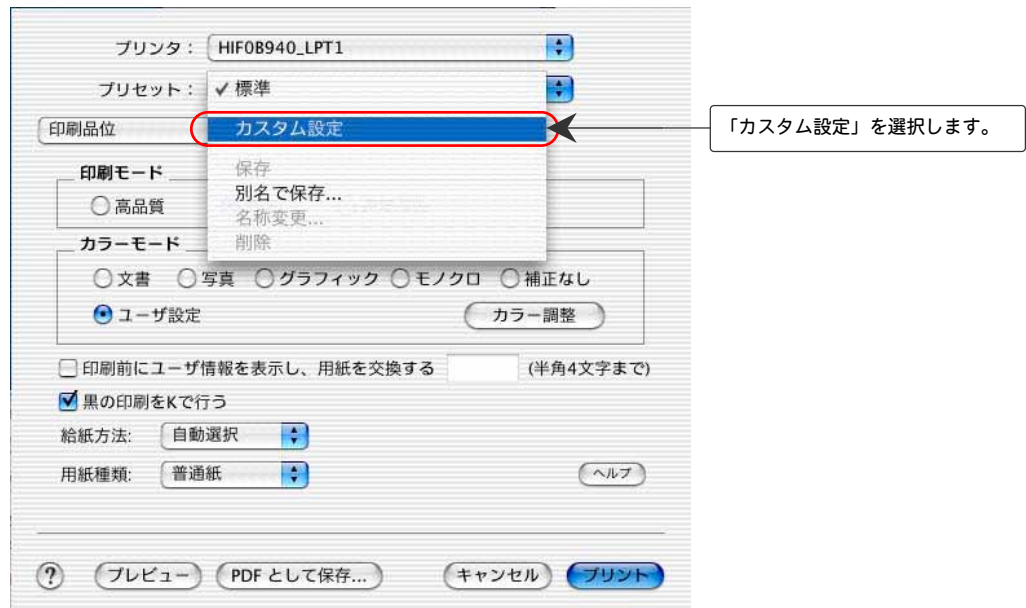 プリンタ： HIF0B940_LPT1
プリセット： ✓ 標準
印刷品位
カスタム設定
「カスタム設定」を選択します。
保存
別名で保存...
名称変更...
削除
印刷モード
高品質
カラーモード
文書 写真 グラフィック モノクロ 補正なし
ユーザ設定 カラー調整
印刷前にユーザ情報を表示し、用紙を交換する (半角4文字まで)
黒の印刷をKで行う
給紙方法: 自動選択
用紙種類: 普通紙 ヘルプ
? プレビュー PDF として保存... キャンセル プリント